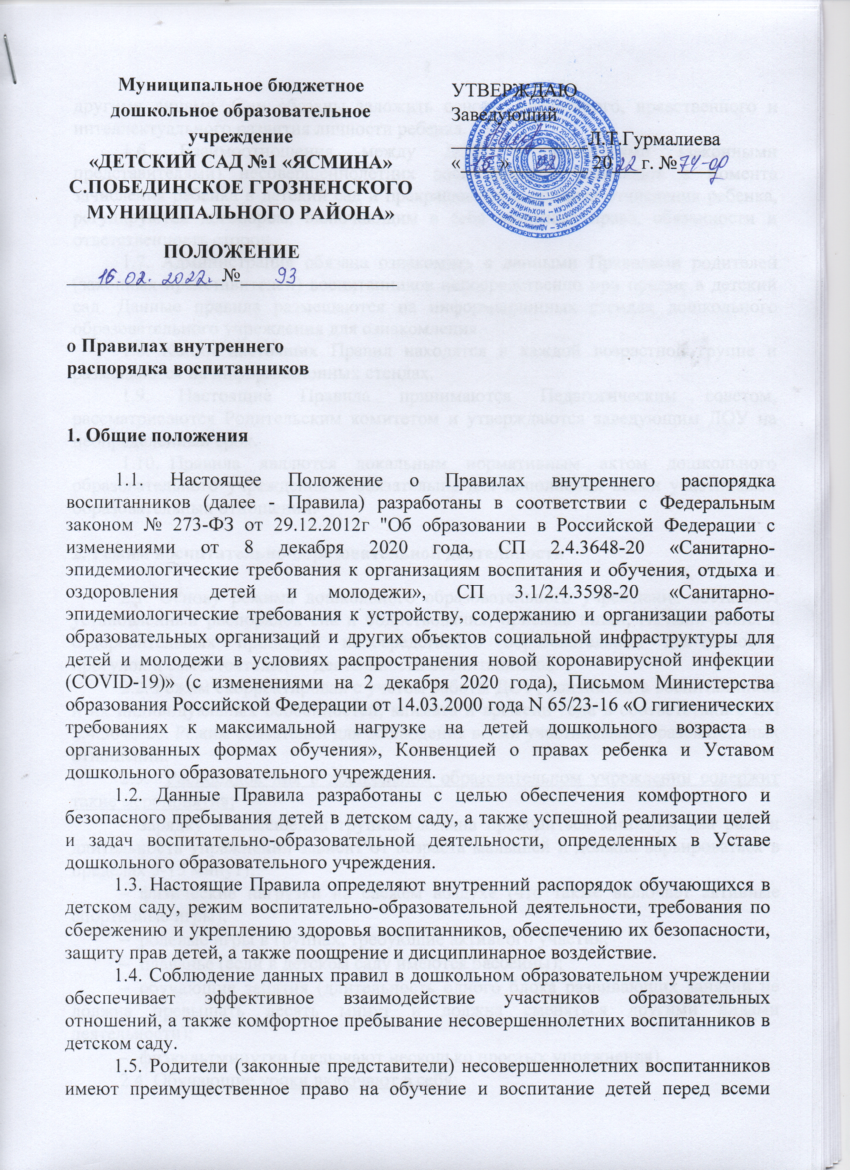 Муниципальное бюджетное
дошкольное образовательное
учреждение
«ДЕТСКИЙ САД №1 «ЯСМИНА»
С.ПОБЕДИНСКОЕ ГРОЗНЕНСКОГО
МУНИЦИПАЛЬНОГО РАЙОНА»
УТВЕРЖДАЮ
Заведующий
Л.Т.Гурмалиева
« 16 » 02 2022 г. № 74-од
ПОЛОЖЕНИЕ
16.02.2022 № 93
о Правилах внутреннего
распорядка воспитанников
1. Общие положения
1.1. Настоящее Положение о Правилах внутреннего распорядка
воспитанников (далее - Правила) разработаны в соответствии с Федеральным
законом № 273-ФЗ от 29.12.2012г "Об образовании в Российской Федерации с
изменениями от 8 декабря 2020 года, СП 2.4.3648-20 «Санитарно-
эпидемиологические требования к организациям воспитания и обучения, отдыха и
оздоровления детей и молодежи», СП 3.1/2.4.3598-20 «Санитарно-
эпидемиологические требования к устройству, содержанию и организации работы
образовательных организаций и других объектов социальной инфраструктуры для
детей и молодежи в условиях распространения новой коронавирусной инфекции
(COVID-19)» (с изменениями на 2 декабря 2020 года), Письмом Министерства
образования Российской Федерации от 14.03.2000 года N 65/23-16 «О гигиенических
требованиях к максимальной нагрузке на детей дошкольного возраста в
организованных формах обучения», Конвенцией о правах ребенка и Уставом
дошкольного образовательного учреждения.
1.2. Данные Правила разработаны с целью обеспечения комфортного и
безопасного пребывания детей в детском саду, а также успешной реализации целей
и задач воспитательно-образовательной деятельности, определенных в Уставе
дошкольного образовательного учреждения.
1.3. Настоящие Правила определяют внутренний распорядок обучающихся в
детском саду, режим воспитательно-образовательной деятельности, требования по
сбережению и укреплению здоровья воспитанников, обеспечению их безопасности,
защиту прав детей, а также поощрение и дисциплинарное воздействие.
1.4. Соблюдение данных правил в дошкольном образовательном учреждении
обеспечивает эффективное взаимодействие участников образовательных
отношений, а также комфортное пребывание несовершеннолетних воспитанников в
детском саду.
1.5. Родители (законные представители) несовершеннолетних воспитанников
имеют преимущественное право на обучение и воспитание детей перед всеми